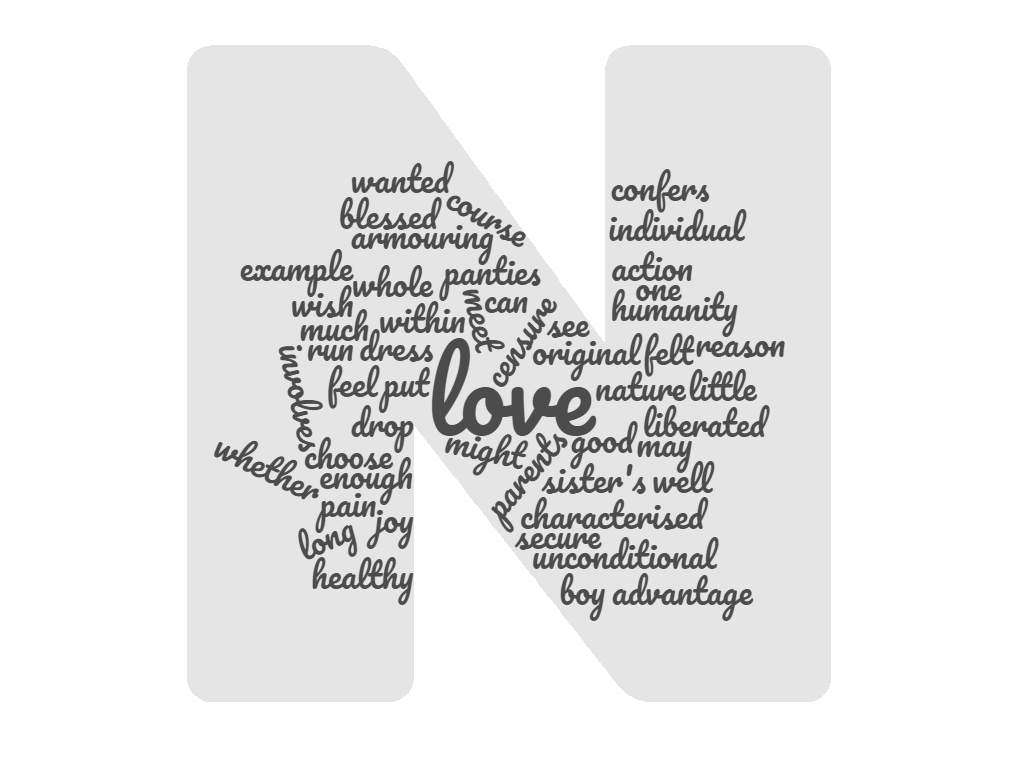 wanted
confers
course
blessed
individual
armouring
example
whole
panties
action
one
wish
meet
can
humanity
much
within
censure
see
run
dress
original
felt
reason
involves
feel
put
love
nature
little
drop
liberated
might
good
may
whether
choose
parents
enough
sister's
well
pain
characterised
joy
long
secure
unconditional
healthy
boy
advantage